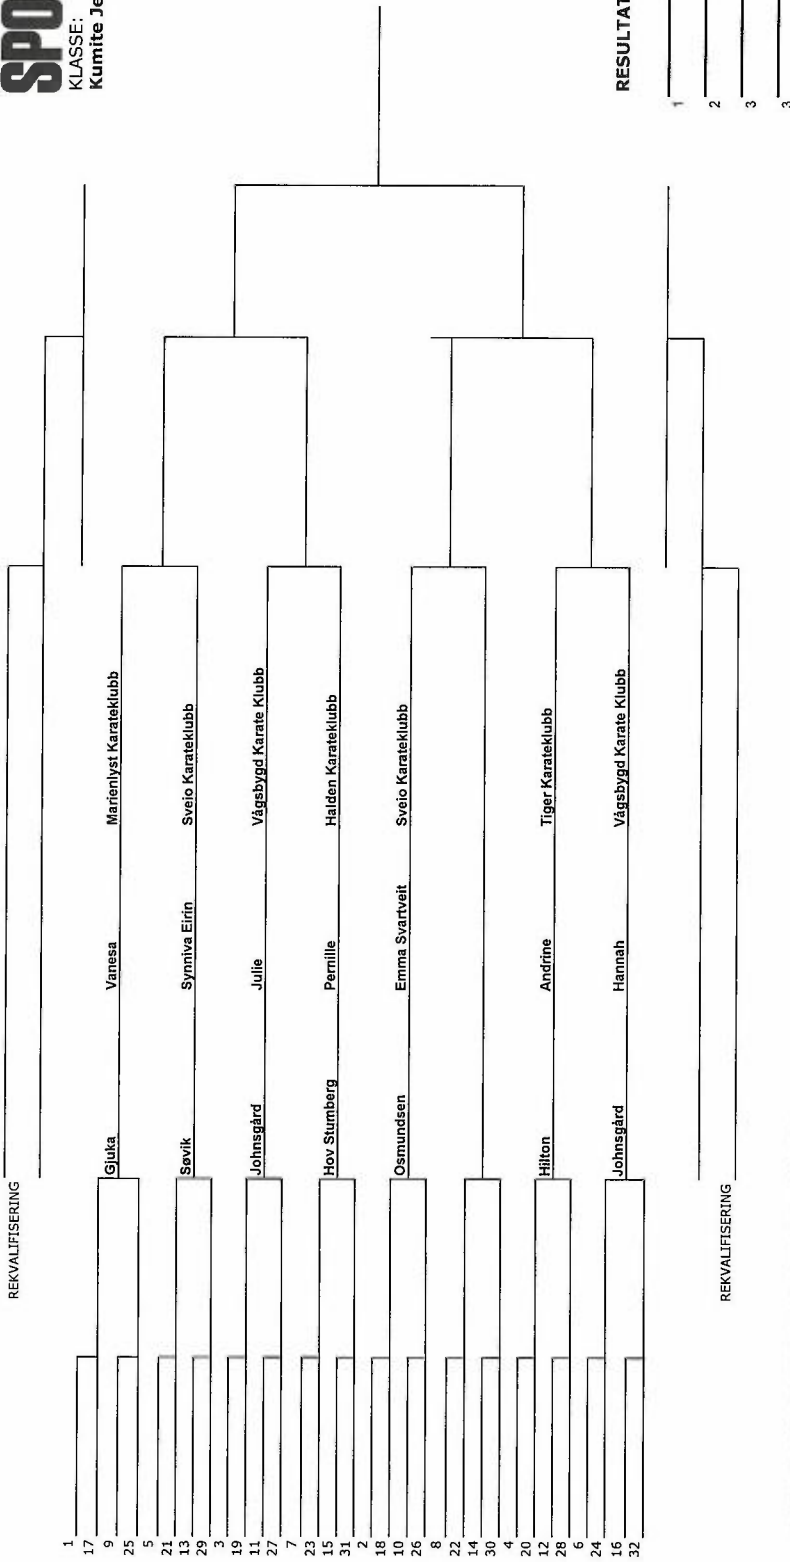 SPO
KLASSE:
Kumite Je
REKVALIFISERING
1
17
9
25
5
21
13
29
3
19
11
27
7
23
15
31
2
18
10
26
8
22
14
30
4
20
12
28
6
24
16
32
Gjuka Vanesa Marienlyst Karateklubb
Søvik Synniva Eirin Sveio Karateklubb
Johnsgård Julie Vågsbygd Karate Klubb
Hov Stumberg Pernille Halden Karateklubb
Osmundsen Emma Svartveit Sveio Karateklubb
Hilton Andrine Tiger Karateklubb
Johnsgård Hannah Vågsbygd Karate Klubb
REKVALIFISERING
RESULTAT
1
2
3
3